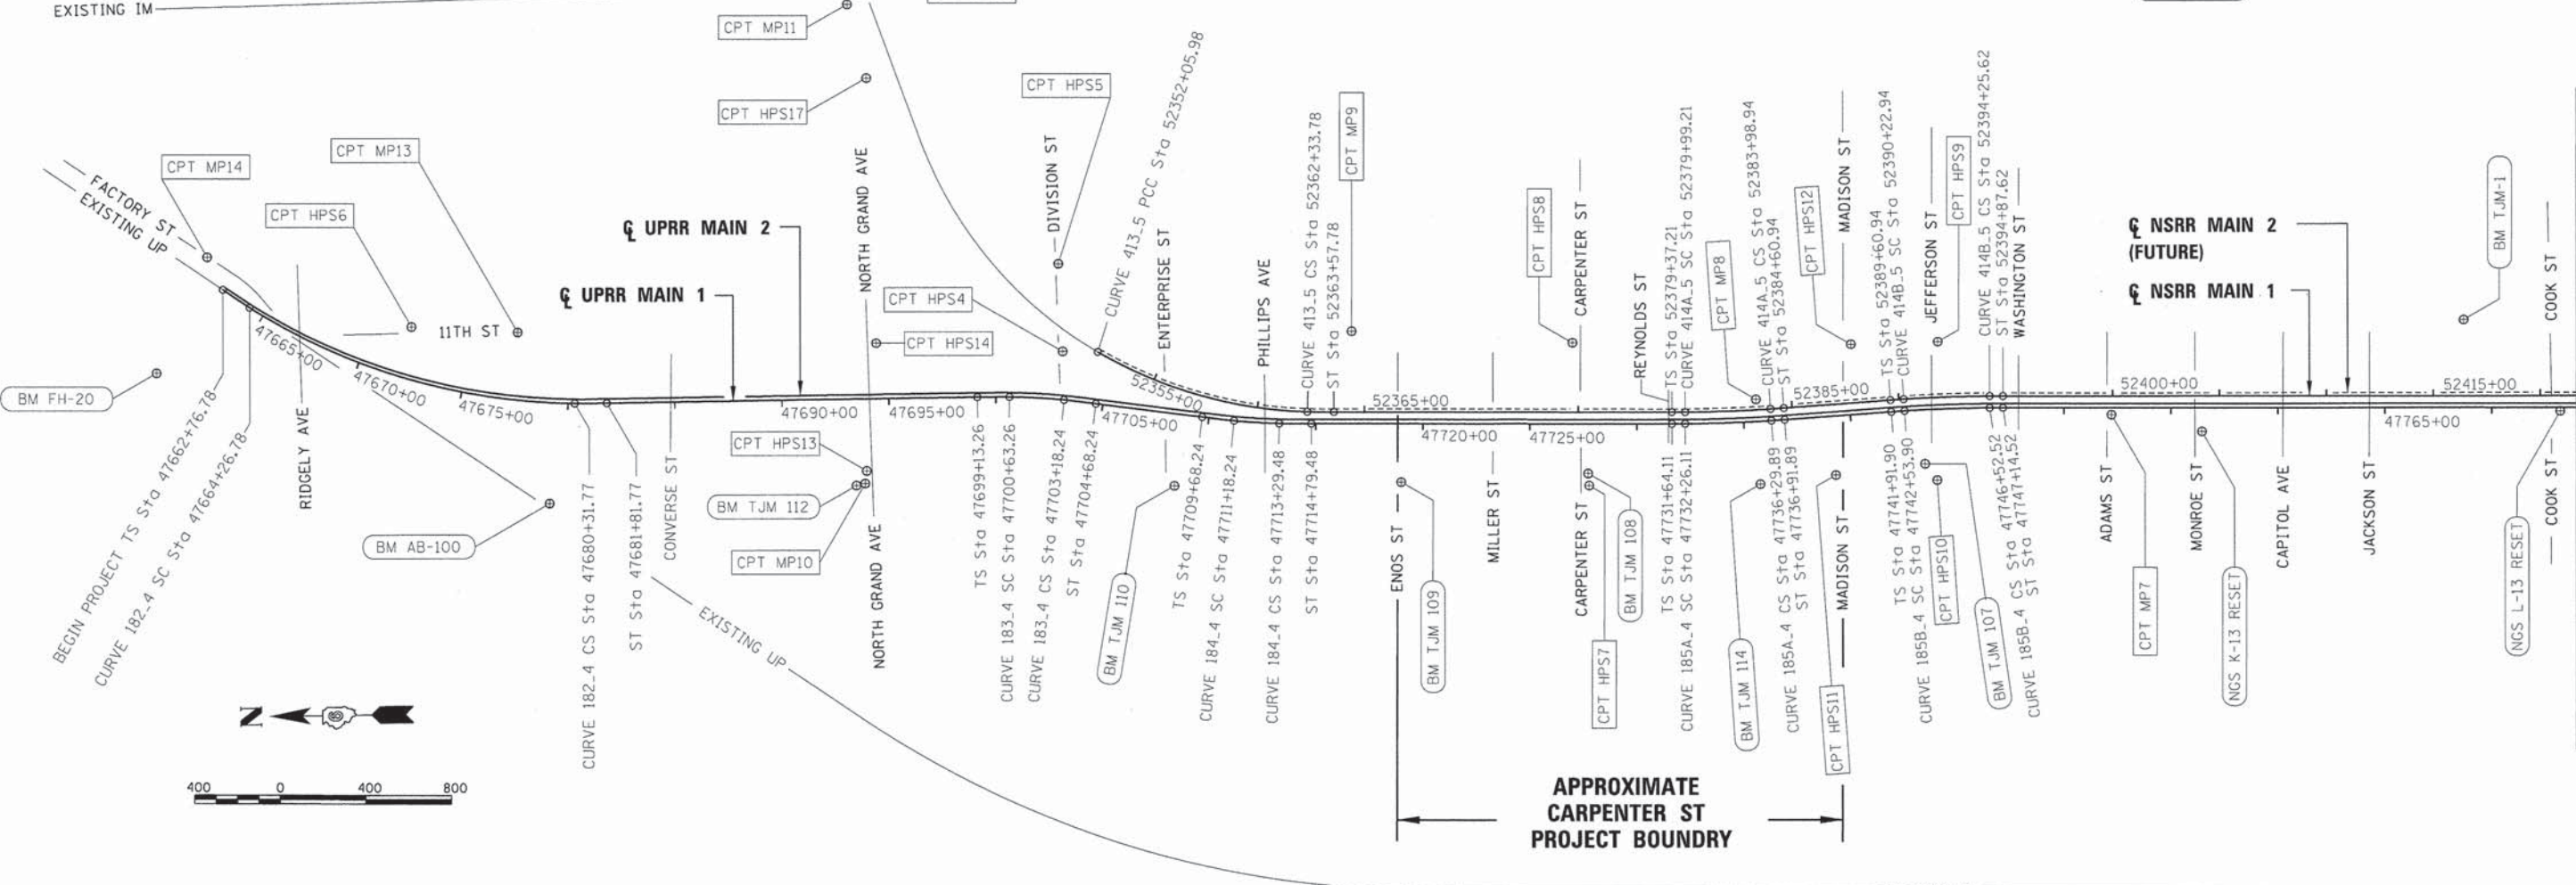 EXISTING IM
CPT MP11
CPT HPS17
CPT HPS5
CURVE 413_5 PCC Sta 52352+05.98
CPT MP14
CPT MP13
CPT HPS6
FACTORY ST
EXISTING UP
11TH ST
℄ UPRR MAIN 2
℄ UPRR MAIN 1
NORTH GRAND AVE
DIVISION ST
CPT HPS4
CPT HPS14
ENTERPRISE ST
PHILLIPS AVE
CURVE 413_5 CS Sta 52362+33.78
ST Sta 52363+57.78
CPT MP9
CPT HPS8
CARPENTER ST
REYNOLDS ST
TS Sta 52379+37.21
CURVE 414A_5 SC Sta 52379+99.21
CPT MP8
CURVE 414A_5 CS Sta 52383+98.94
ST Sta 52384+60.94
CPT HPS12
MADISON ST
TS Sta 52389+60.94
CURVE 414B_5 SC Sta 52390+22.94
JEFFERSON ST
CPT HPS9
CURVE 414B_5 CS Sta 52394+25.62
ST Sta 52394+87.62
WASHINGTON ST
℄ NSRR MAIN 2
(FUTURE)
℄ NSRR MAIN 1
BM TJM-1
COOK ST
47665+00
47670+00
47675+00
47690+00
47695+00
47705+00
52355+00
52365+00
47720+00
47725+00
52385+00
52400+00
52415+00
47765+00
BM FH-20
BEGIN PROJECT TS Sta 47662+76.78
CURVE 182_4 SC Sta 47664+26.78
RIDGELY AVE
BM AB-100
CURVE 182_4 CS Sta 47680+31.77
ST Sta 47681+81.77
CONVERSE ST
EXISTING UP
CPT HPS13
BM TJM 112
CPT MP10
NORTH GRAND AVE
TS Sta 47699+13.26
CURVE 183_4 SC Sta 47700+63.26
CURVE 183_4 CS Sta 47703+18.24
ST Sta 47704+68.24
BM TJM 110
TS Sta 47709+68.24
CURVE 184_4 SC Sta 47711+18.24
CURVE 184_4 CS Sta 47713+29.48
ST Sta 47714+79.48
ENOS ST
BM TJM 109
MILLER ST
CARPENTER ST
CPT HPS7
BM TJM 108
TS Sta 47731+64.11
CURVE 185A_4 SC Sta 47732+26.11
BM TJM 114
CURVE 185A_4 CS Sta 47736+29.89
ST Sta 47736+91.89
CPT HPS11
MADISON ST
TS Sta 47741+91.90
CURVE 185B_4 SC Sta 47742+53.90
CPT HPS10
BM TJM 107
CURVE 185B_4 CS Sta 47746+52.52
ST Sta 47747+14.52
ADAMS ST
CPT MP7
MONROE ST
NGS K-13 RESET
CAPITOL AVE
JACKSON ST
NGS L-13 RESET
COOK ST
N
400 0 400 800
APPROXIMATE
CARPENTER ST
PROJECT BOUNDRY